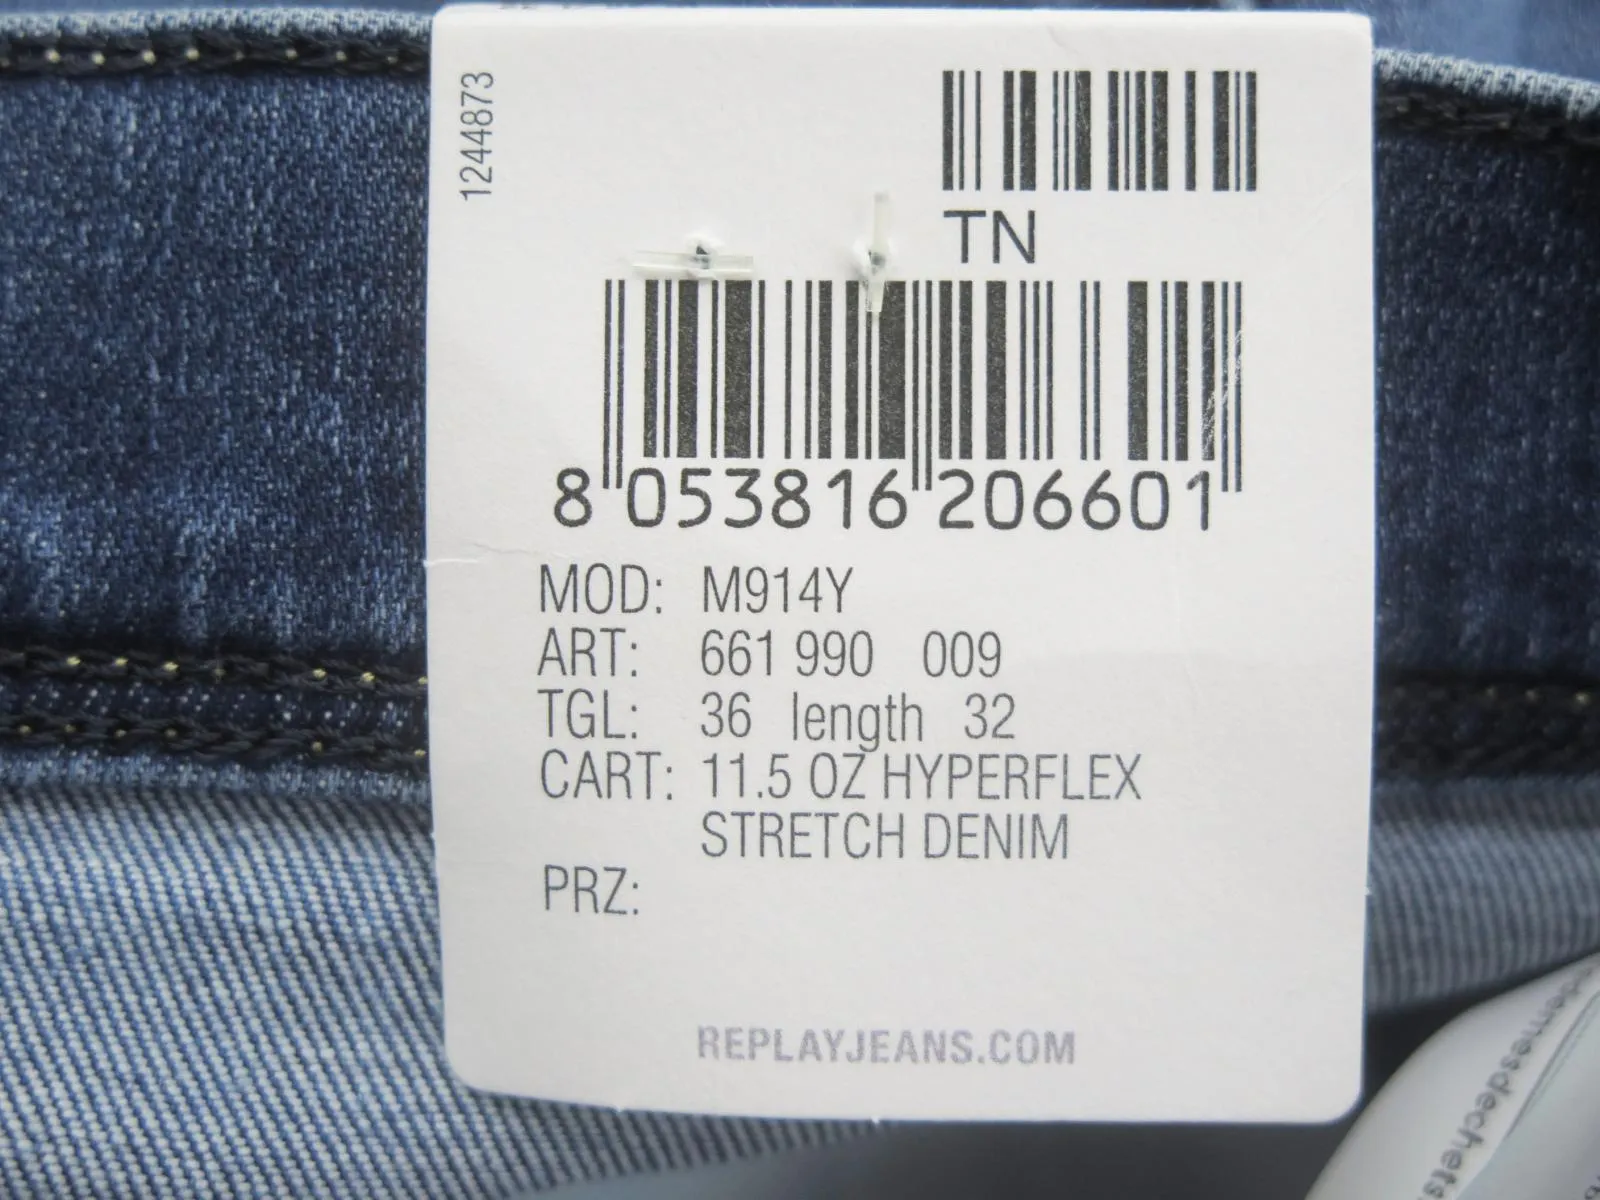 1244873
TN
8 053816 206601
MOD: M914Y
ART: 661 990 009
TGL: 36 length 32
CART: 11.5 OZ HYPERFLEX
STRETCH DENIM
PRZ:
REPLAYJEANS.COM